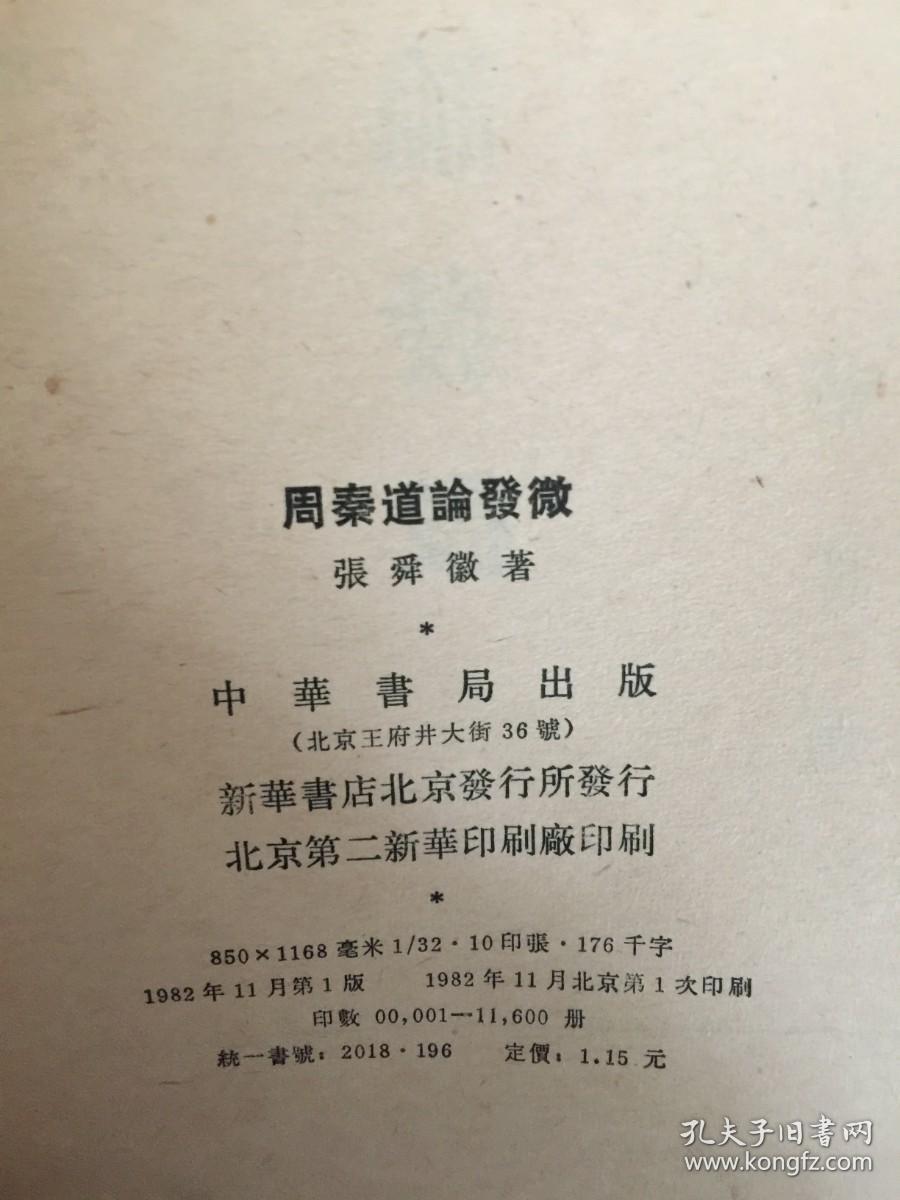 周秦道論發微
張舜徽著
*
中華書局出版
（北京王府井大街36號）
新華書店北京發行所發行
北京第二新華印刷廠印刷
*
850×1168毫米1/32·10印張·176千字
1982年11月第1版 1982年11月北京第1次印刷
印數 00,001—11,600 册
統一書號：2018·196 定價：1.15元
孔夫子旧书网
www.kongfz.com